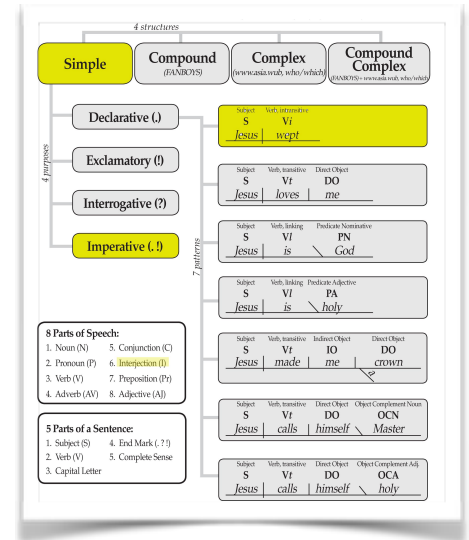 4 structures
Simple
Compound
(FANBOYS)
Complex
(www.asia.wub, who/which)
Compound
Complex
(FANBOYS) + www.asia.wub, who/which)
4 purposes
Declarative (.)
Exclamatory (!)
Interrogative (?)
Imperative (. !)
7 patterns
Subject Verb, intransitive
S Vi
Jesus wept
Subject Verb, transitive Direct Object
S Vt DO
Jesus loves me
Subject Verb, linking Predicate Nominative
S Vl PN
Jesus is God
Subject Verb, linking Predicate Adjective
S Vl PA
Jesus is holy
Subject Verb, transitive Indirect Object Direct Object
S Vt IO DO
Jesus made me crown
a
Subject Verb, transitive Direct Object Object Complement Noun
S Vt DO OCN
Jesus calls himself Master
Subject Verb, transitive Direct Object Object Complement Adj.
S Vt DO OCA
Jesus calls himself holy
8 Parts of Speech:
1. Noun (N) 5. Conjunction (C)
2. Pronoun (P) 6. Interjection (I)
3. Verb (V) 7. Preposition (Pr)
4. Adverb (AV) 8. Adjective (AJ)
5 Parts of a Sentence:
1. Subject (S) 4. End Mark (. ? !)
2. Verb (V) 5. Complete Sense
3. Capital Letter